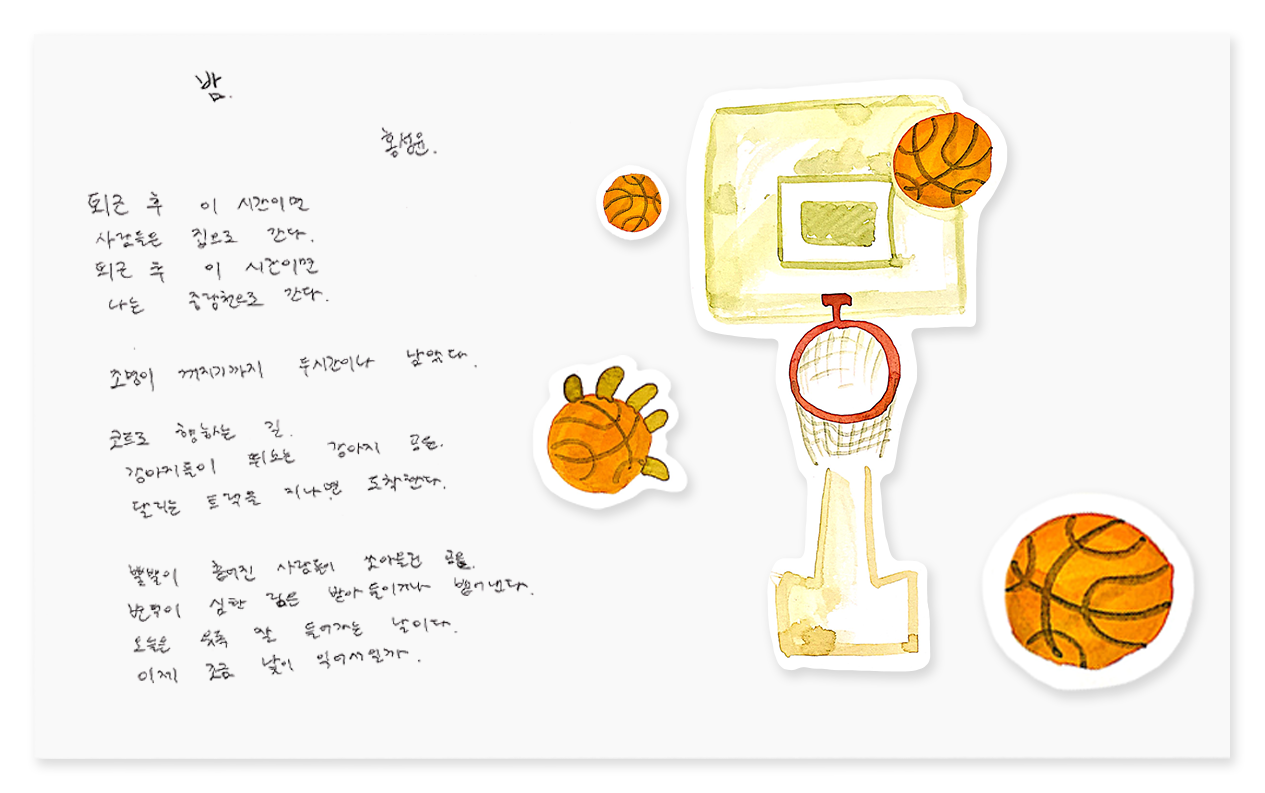 밤.
홍성윤.
퇴근 후 이 시간이면
사람들은 집으로 간다.
퇴근 후 이 시간이면
나는 중랑천으로 간다.
조명이 꺼지기까지 두시간이나 남았다.
코트로 향하는 길.
강아지들이 뛰노는 강아지 공원.
달리는 트랙을 지나면 도착한다.
뿔뿔이 흩어진 사람들이 쏘아올린 공을.
변덕이 심한 림은 받아 들이거나 뱉어낸다.
오늘은 유독 잘 들어가는 날이다.
이제 조금 낯이 익어서일까.